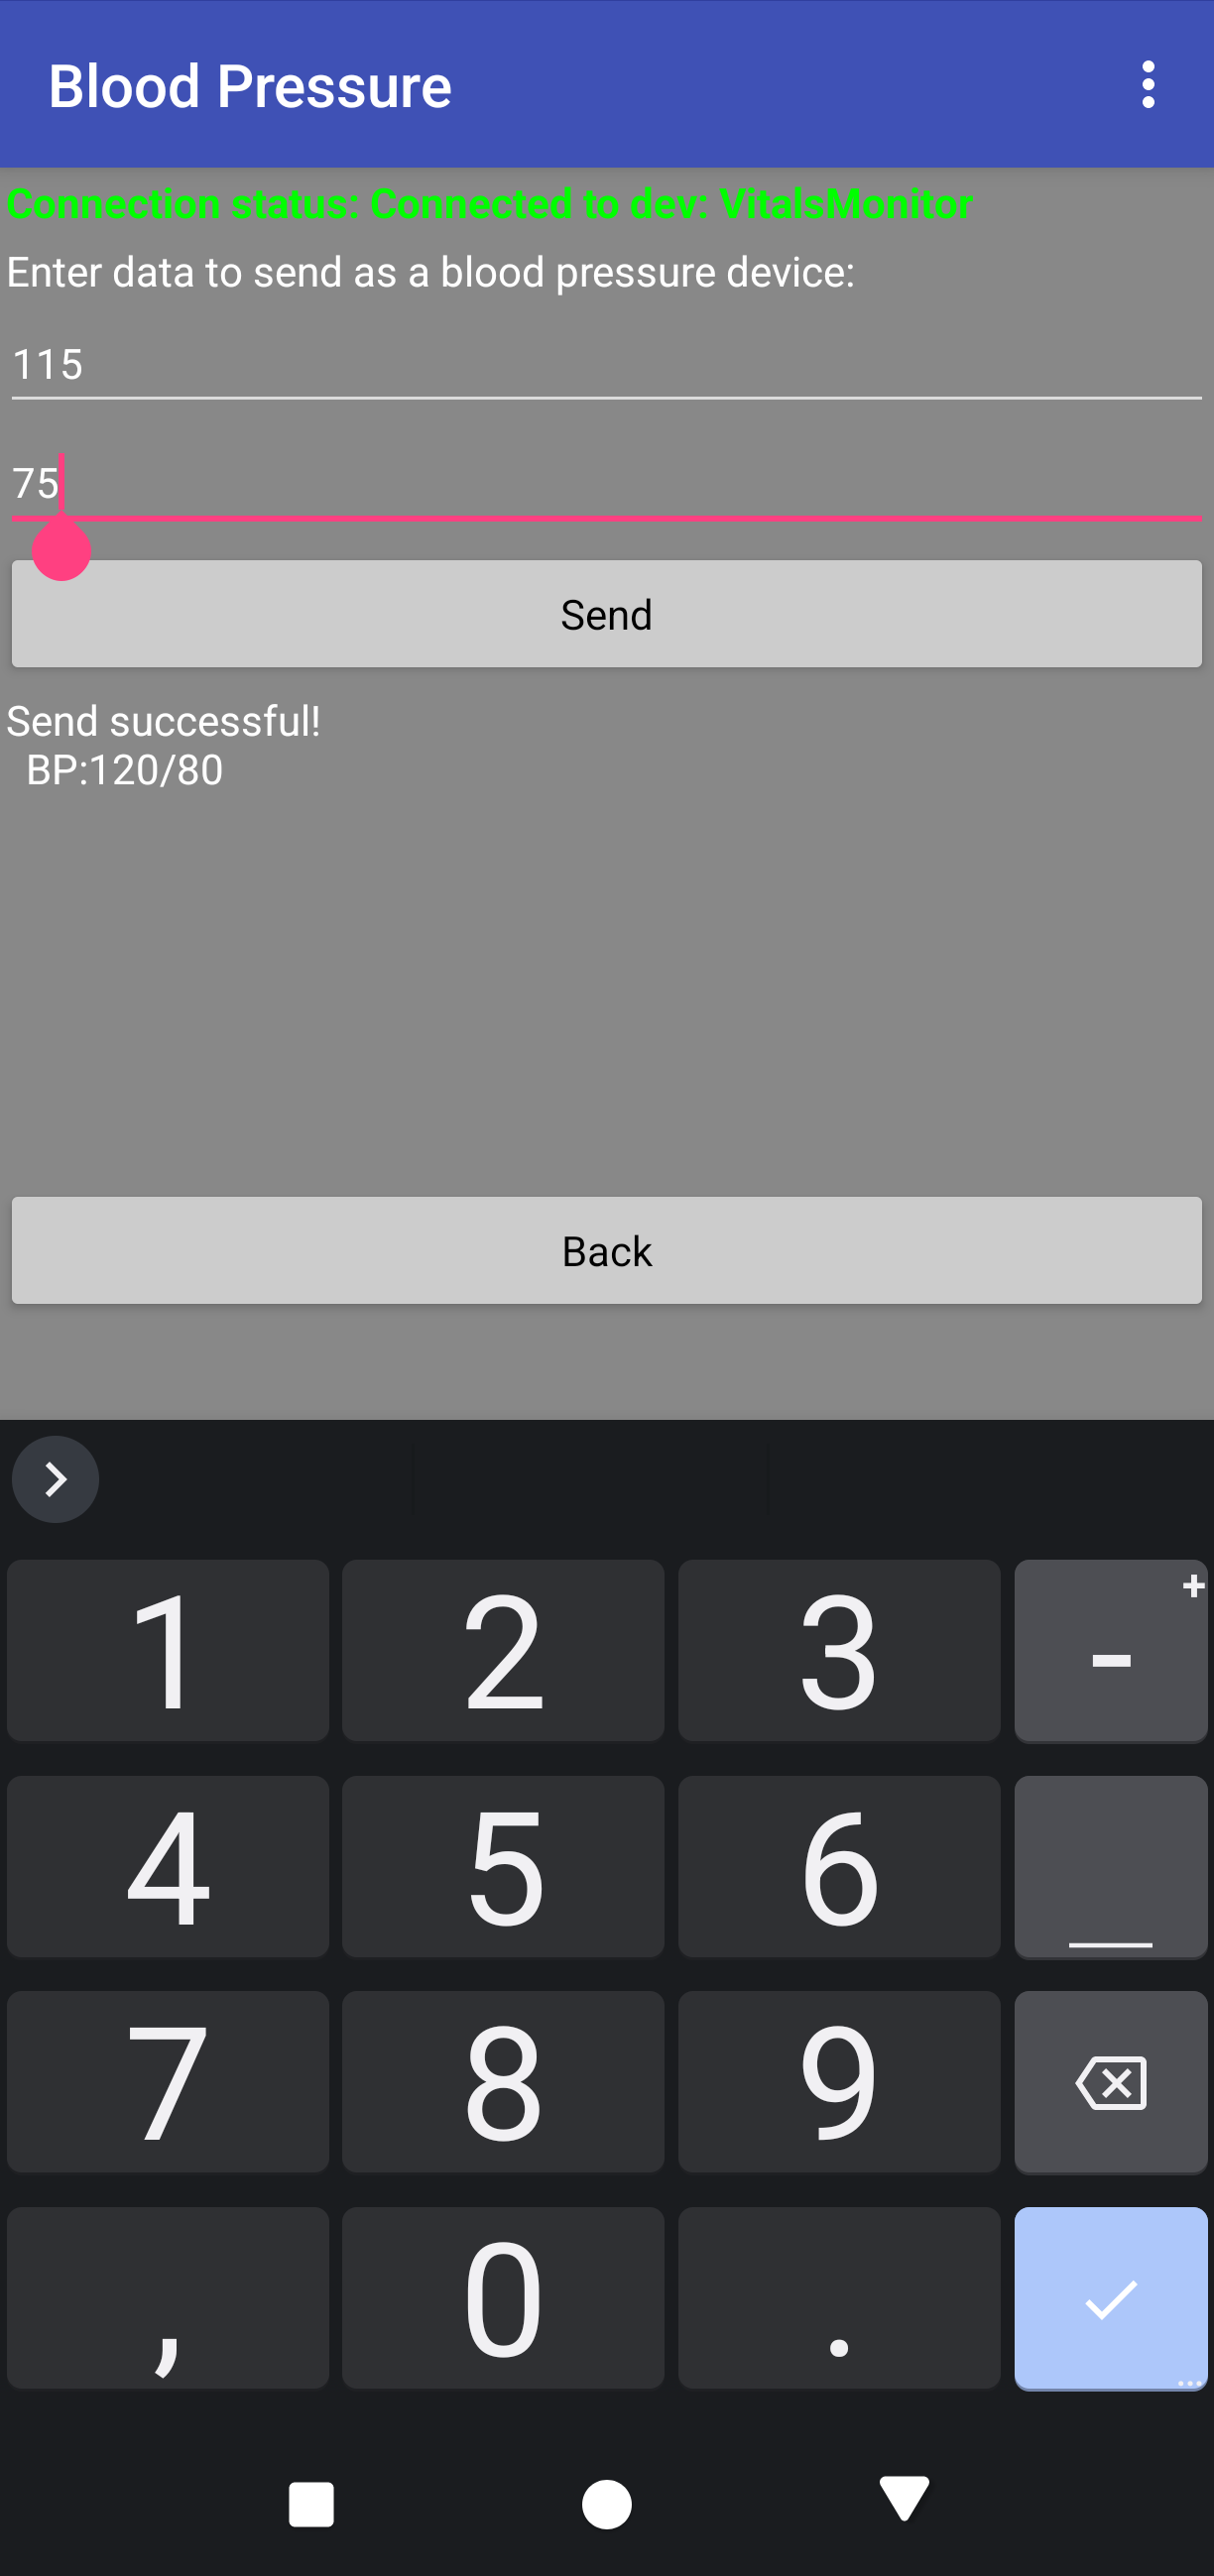 Blood Pressure
Connection status: Connected to dev: VitalsMonitor
Enter data to send as a blood pressure device:
115
75
Send
Send successful!
BP:120/80
Back
1 2 3 - +
4 5 6
7 8 9
, 0 .